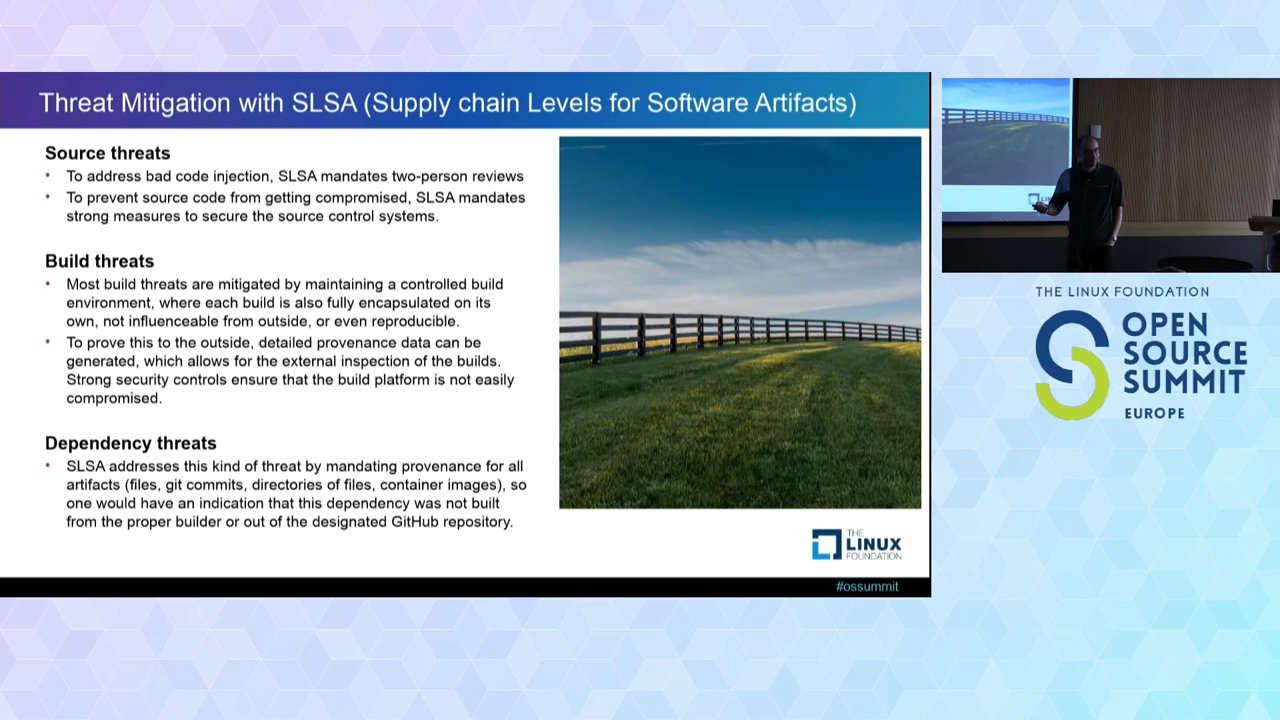 Threat Mitigation with SLSA (Supply chain Levels for Software Artifacts)
Source threats
• To address bad code injection, SLSA mandates two-person reviews
• To prevent source code from getting compromised, SLSA mandates
strong measures to secure the source control systems.
Build threats
• Most build threats are mitigated by maintaining a controlled build
environment, where each build is also fully encapsulated on its
own, not influenceable from outside, or even reproducible.
• To prove this to the outside, detailed provenance data can be
generated, which allows for the external inspection of the builds.
Strong security controls ensure that the build platform is not easily
compromised.
Dependency threats
• SLSA addresses this kind of threat by mandating provenance for all
artifacts (files, git commits, directories of files, container images), so
one would have an indication that this dependency was not built
from the proper builder or out of the designated GitHub repository.
THE
LINUX
FOUNDATION
#ossummit
THE LINUX FOUNDATION
OPEN
SOURCE
SUMMIT
EUROPE